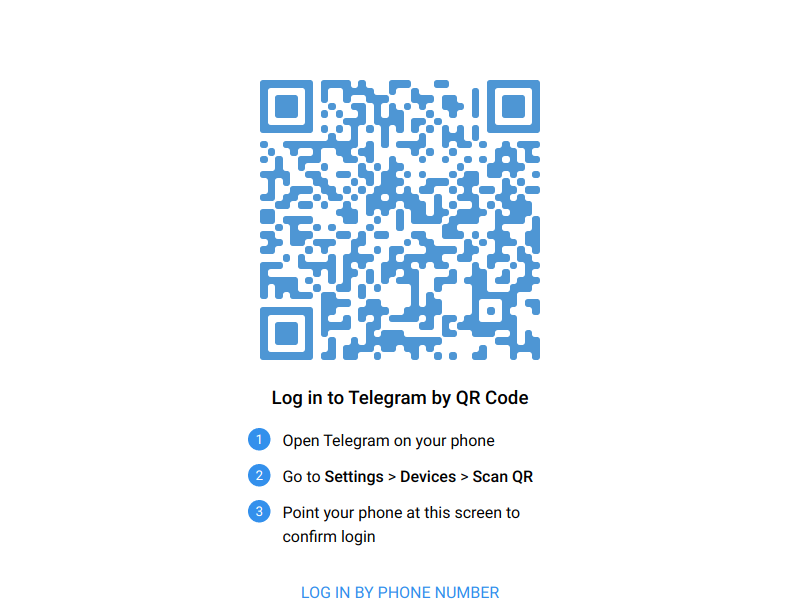 Log in to Telegram by QR Code
1 Open Telegram on your phone
2 Go to Settings > Devices > Scan QR
3 Point your phone at this screen to
confirm login
LOG IN BY PHONE NUMBER